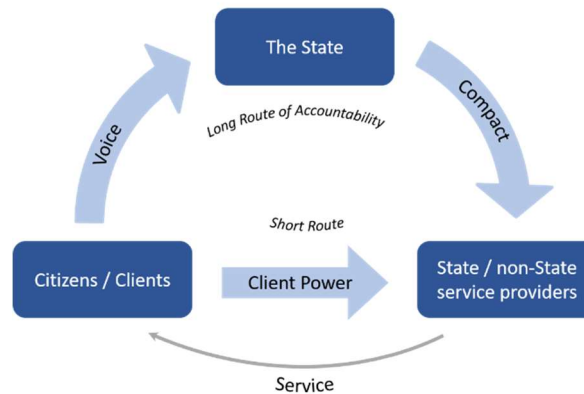 The State
Long Route of Accountability
Voice
Compact
Short Route
Citizens / Clients
Client Power
State / non-State
service providers
Service